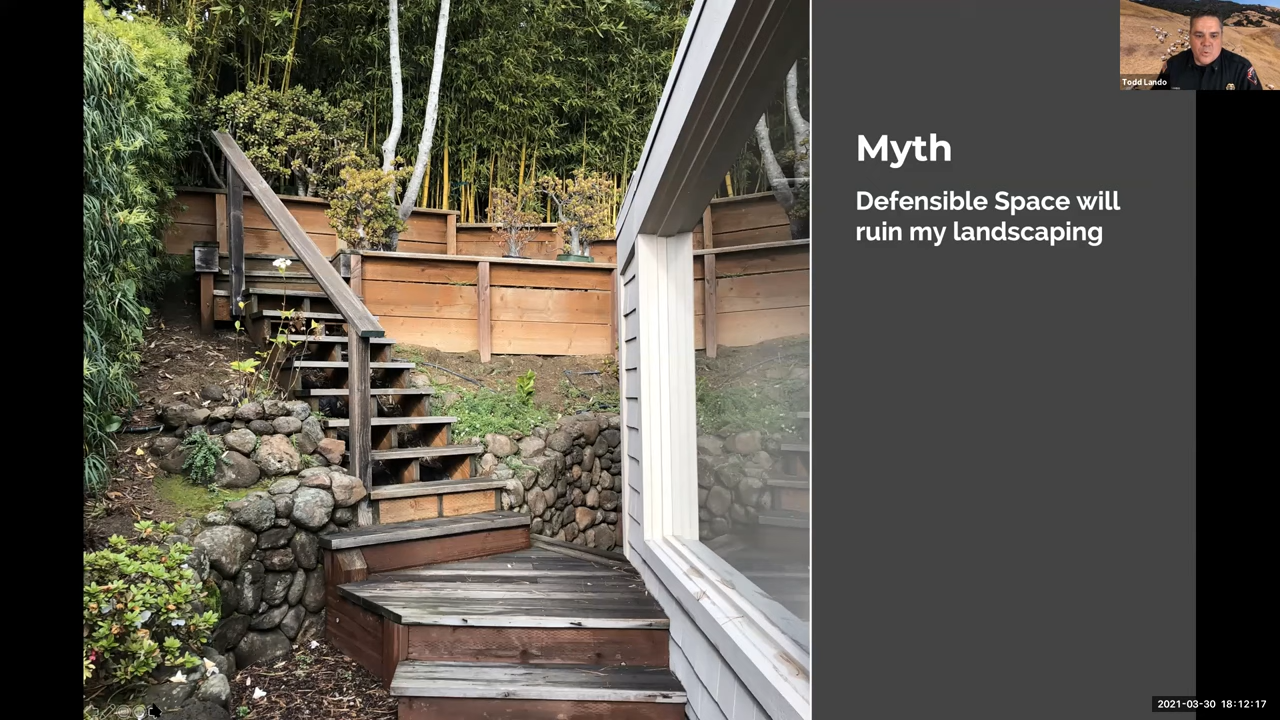 Todd Lando
Myth
Defensible Space will
ruin my landscaping
2021-03-30 18:12:17